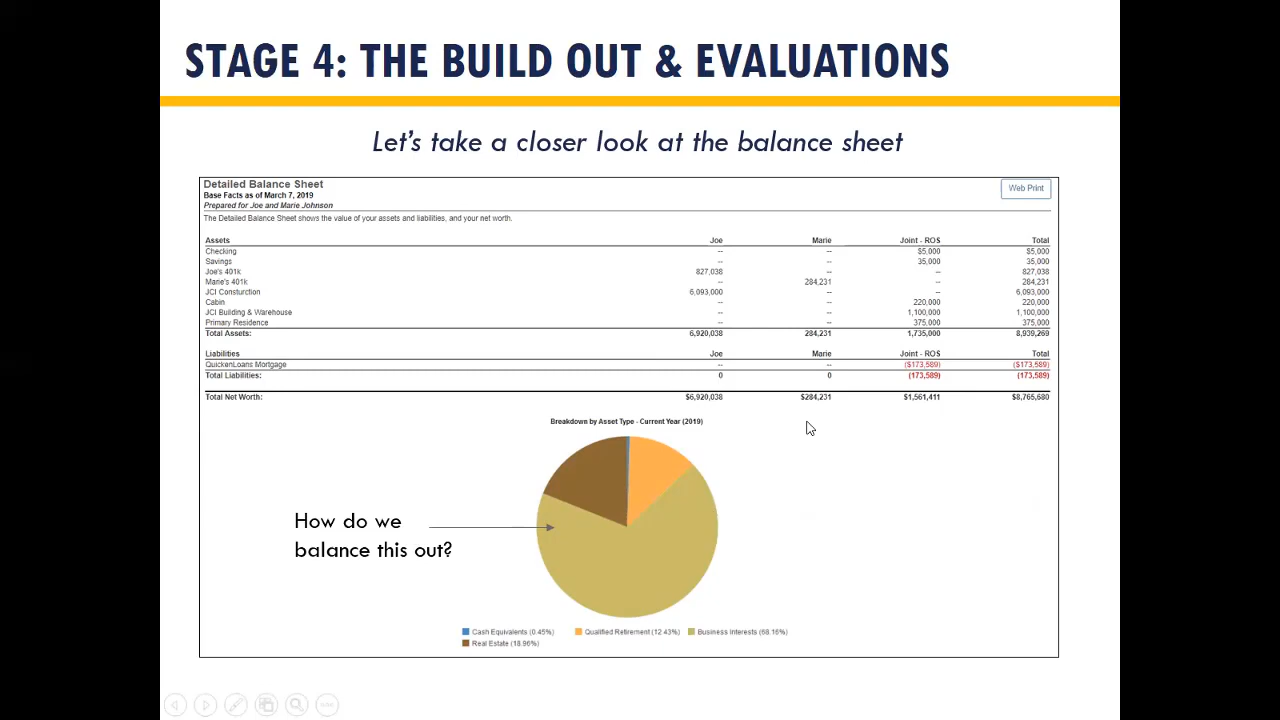 STAGE 4: THE BUILD OUT & EVALUATIONS
Let's take a closer look at the balance sheet
Detailed Balance Sheet
Web Print
Base Facts as of March 7, 2019
Prepared for Joe and Marie Johnson
The Detailed Balance Sheet shows the value of your assets and liabilities, and your net worth.
Assets Joe Marie Joint - ROS Total
Checking -- -- $5,000 $5,000
Savings -- -- 35,000 35,000
Joe's 401k 827,038 -- -- 827,038
Marie's 401k -- 284,231 -- 284,231
JCI Consturction 6,093,000 -- -- 6,093,000
Cabin -- -- 220,000 220,000
JCI Building & Warehouse -- -- 1,100,000 1,100,000
Primary Residence -- -- 375,000 375,000
Total Assets: 6,920,038 284,231 1,735,000 8,939,269
Liabilities Joe Marie Joint - ROS Total
QuickenLoans Mortgage -- -- ($173,589) ($173,589)
Total Liabilities: 0 0 (173,589) (173,589)
Total Net Worth: $6,920,038 $284,231 $1,561,411 $8,765,680
Breakdown by Asset Type - Current Year (2019)
How do we
balance this out?
Cash Equivalents (0.45%) Qualified Retirement (12.43%) Business Interests (68.16%)
Real Estate (18.96%)